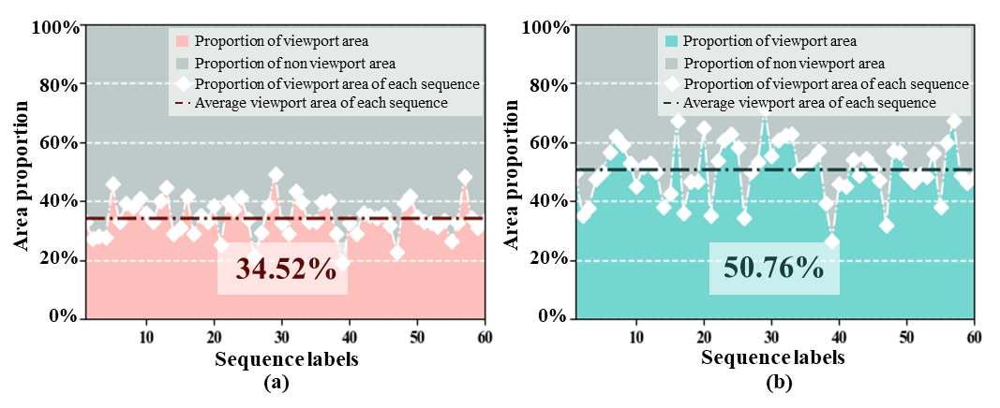 100%
80%
60%
40%
20%
0%
Area proportion
Proportion of viewport area
Proportion of non viewport area
Proportion of viewport area of each sequence
Average viewport area of each sequence
34.52%
10 20 30 40 50 60
Sequence labels
(a)
100%
80%
60%
40%
20%
0%
Area proportion
Proportion of viewport area
Proportion of non viewport area
Proportion of viewport area of each sequence
Average viewport area of each sequence
50.76%
10 20 30 40 50 60
Sequence labels
(b)